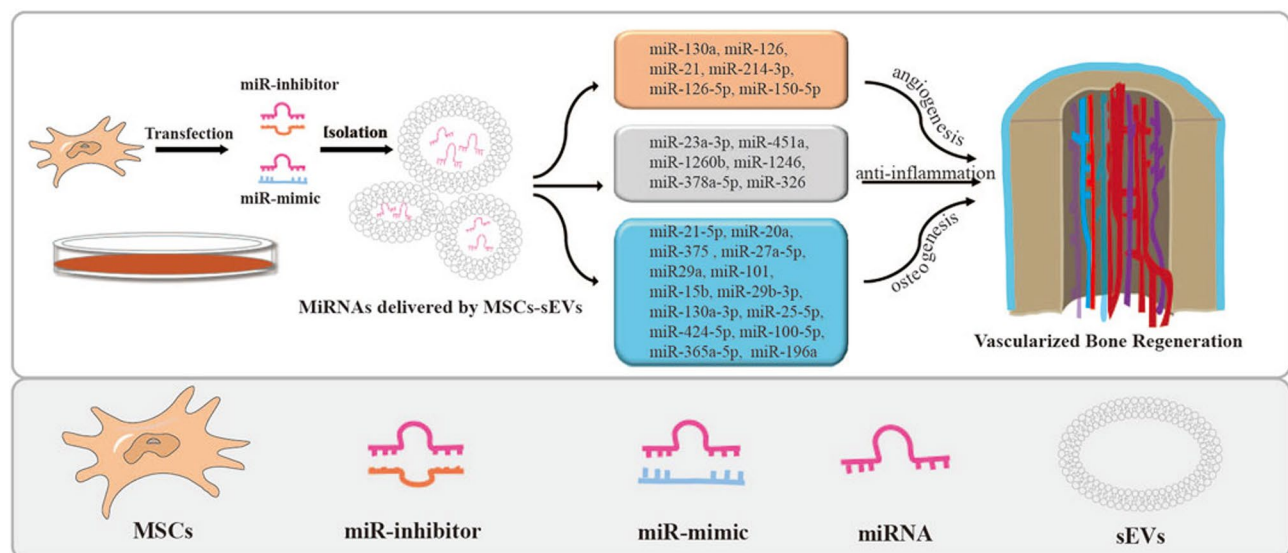 miR-inhibitor
Transfection
Isolation
miR-mimic
MiRNAs delivered by MSCs-sEVs
miR-130a, miR-126,
miR-21, miR-214-3p,
miR-126-5p, miR-150-5p
miR-23a-3p, miR-451a,
miR-1260b, miR-1246,
miR-378a-5p, miR-326
miR-21-5p, miR-20a,
miR-375 , miR-27a-5p,
miR29a, miR-101,
miR-15b, miR-29b-3p,
miR-130a-3p, miR-25-5p,
miR-424-5p, miR-100-5p,
miR-365a-5p, miR-196a
angiogenesis
anti-inflammation
osteogenesis
Vascularized Bone Regeneration
MSCs
miR-inhibitor
miR-mimic
miRNA
sEVs